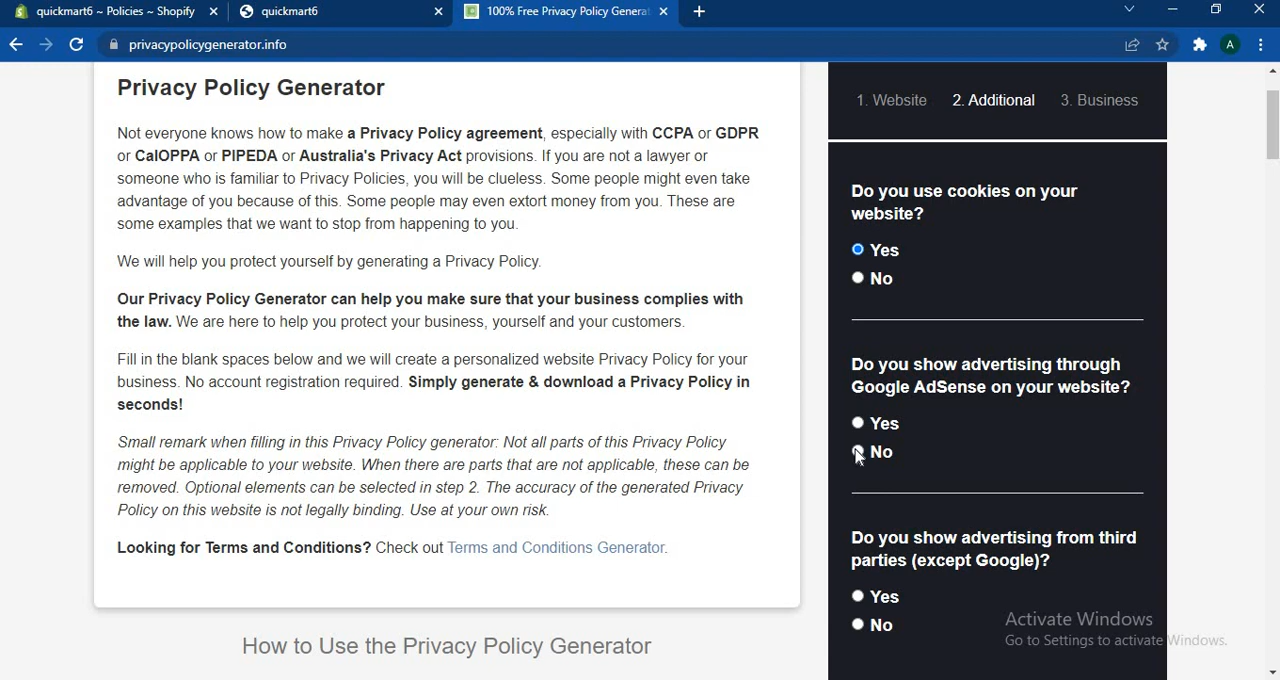 quickmart6 ~ Policies ~ Shopify
quickmart6
100% Free Privacy Policy Genera
privacypolicygenerator.info
A
Privacy Policy Generator
Not everyone knows how to make a Privacy Policy agreement, especially with CCPA or GDPR
or CalOPPA or PIPEDA or Australia's Privacy Act provisions. If you are not a lawyer or
someone who is familiar to Privacy Policies, you will be clueless. Some people might even take
advantage of you because of this. Some people may even extort money from you. These are
some examples that we want to stop from happening to you.
We will help you protect yourself by generating a Privacy Policy.
Our Privacy Policy Generator can help you make sure that your business complies with
the law. We are here to help you protect your business, yourself and your customers.
Fill in the blank spaces below and we will create a personalized website Privacy Policy for your
business. No account registration required. Simply generate & download a Privacy Policy in
seconds!
Small remark when filling in this Privacy Policy generator: Not all parts of this Privacy Policy
might be applicable to your website. When there are parts that are not applicable, these can be
removed. Optional elements can be selected in step 2. The accuracy of the generated Privacy
Policy on this website is not legally binding. Use at your own risk.
Looking for Terms and Conditions? Check out Terms and Conditions Generator.
How to Use the Privacy Policy Generator
1. Website 2. Additional 3. Business
Do you use cookies on your
website?
Yes
No
Do you show advertising through
Google AdSense on your website?
Yes
No
Do you show advertising from third
parties (except Google)?
Yes
No
Activate Windows
Go to Settings to activate Windows.